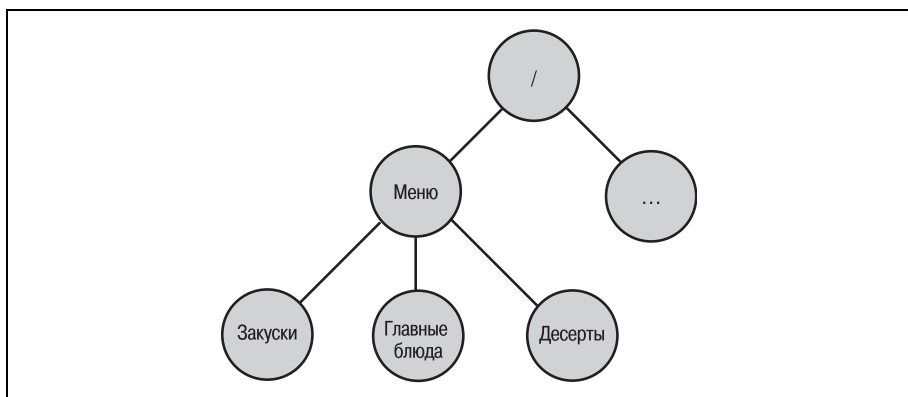 /
Меню
...
Закуски
Главные
блюда
Десерты